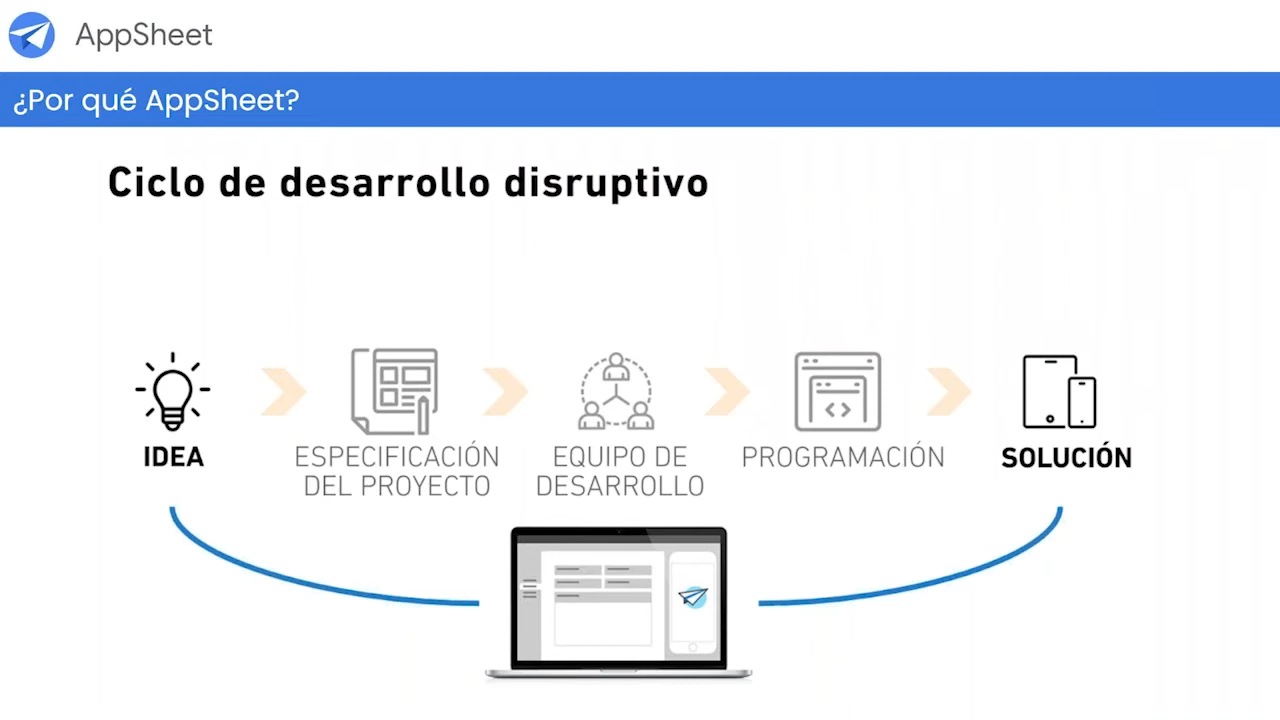 AppSheet
¿Por qué AppSheet?
Ciclo de desarrollo disruptivo
IDEA
ESPECIFICACIÓN
DEL PROYECTO
EQUIPO DE
DESARROLLO
PROGRAMACIÓN
SOLUCIÓN